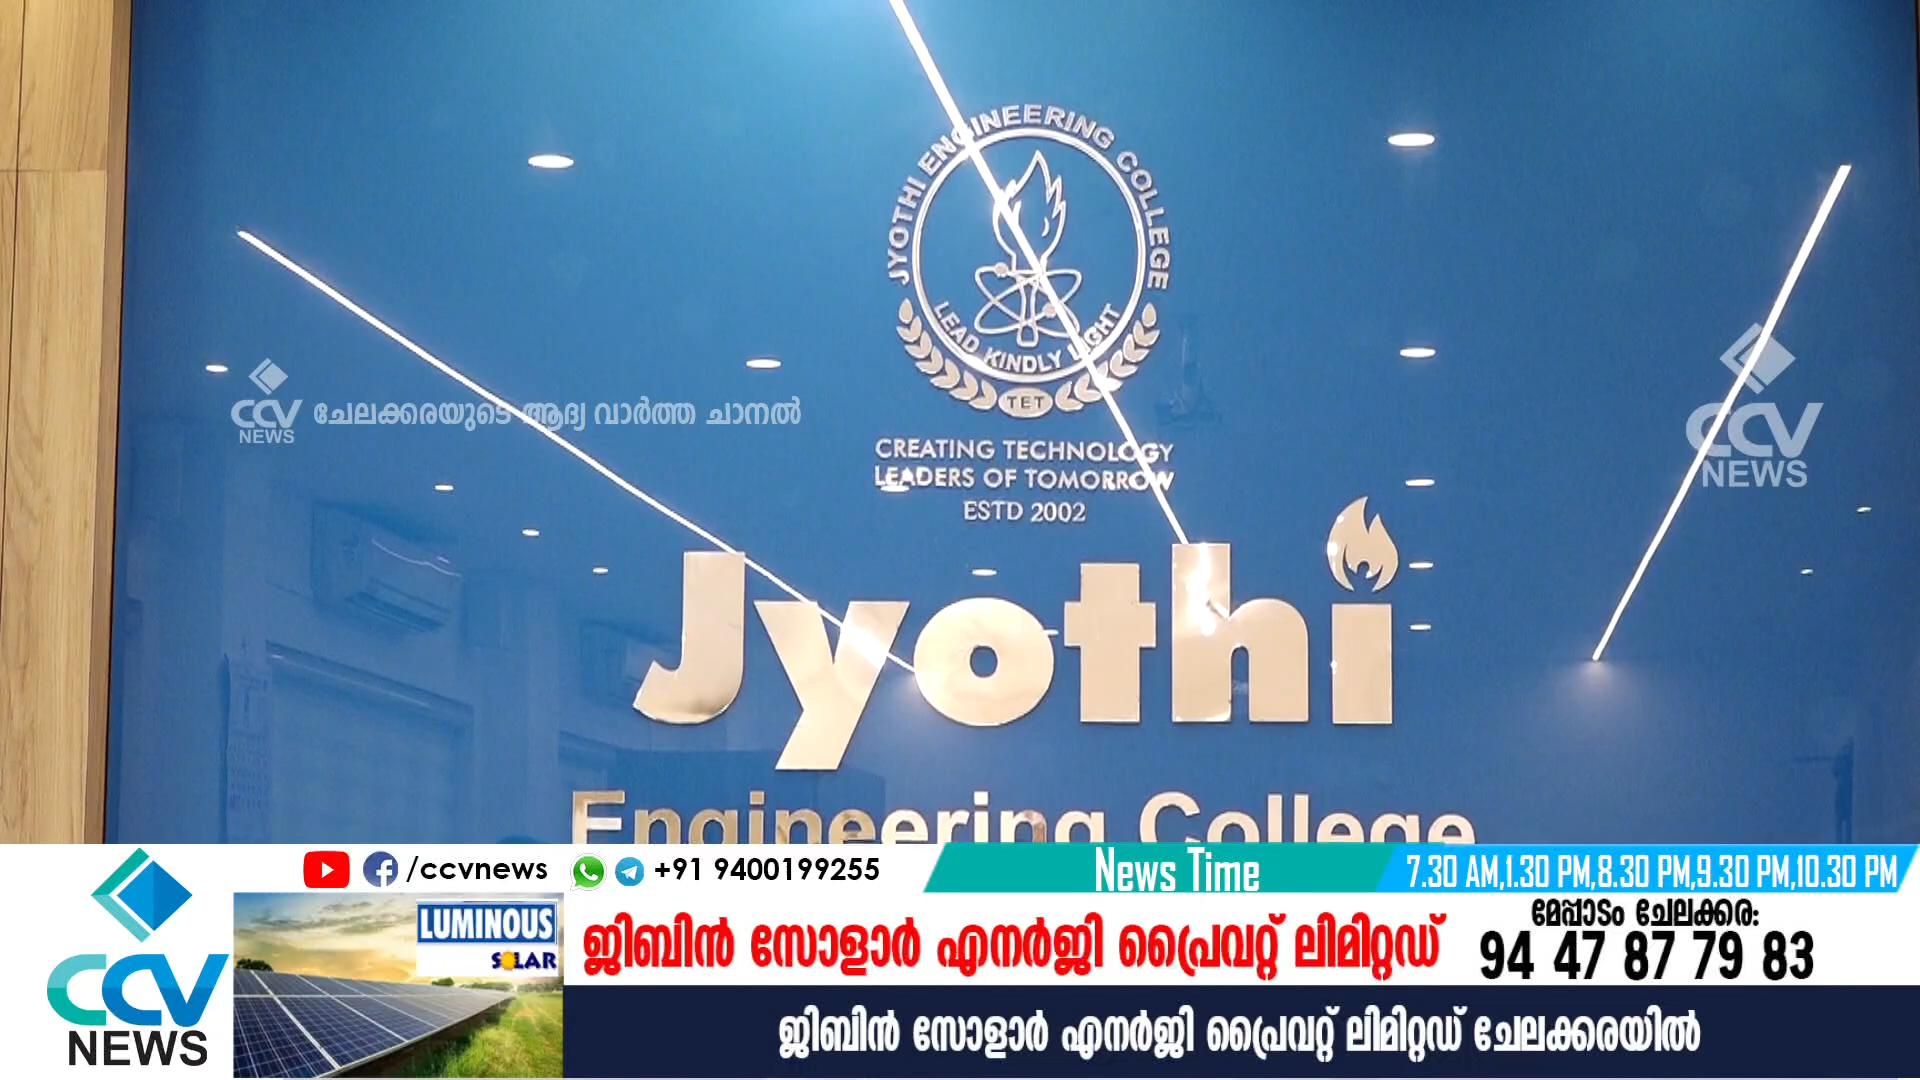 JYOTHI ENGINEERING COLLEGE
LEAD KINDLY LIGHT
TET
CREATING TECHNOLOGY
LEADERS OF TOMORROW
ESTD 2002
CCV NEWS
ചേലക്കരയുടെ ആദ്യ വാർത്ത ചാനൽ
CCV NEWS
Jyothi
Engineering College
/ccvnews
+91 9400199255
News Time
7.30 AM,1.30 PM,8.30 PM,9.30 PM,10.30 PM
CCV
NEWS
LUMINOUS
SOLAR
ജിബിൻ സോളാർ എനർജി പ്രൈവറ്റ് ലിമിറ്റഡ്
മേപ്പാടം ചേലക്കര:
94 47 87 79 83
ജിബിൻ സോളാർ എനർജി പ്രൈവറ്റ് ലിമിറ്റഡ് ചേലക്കരയിൽ